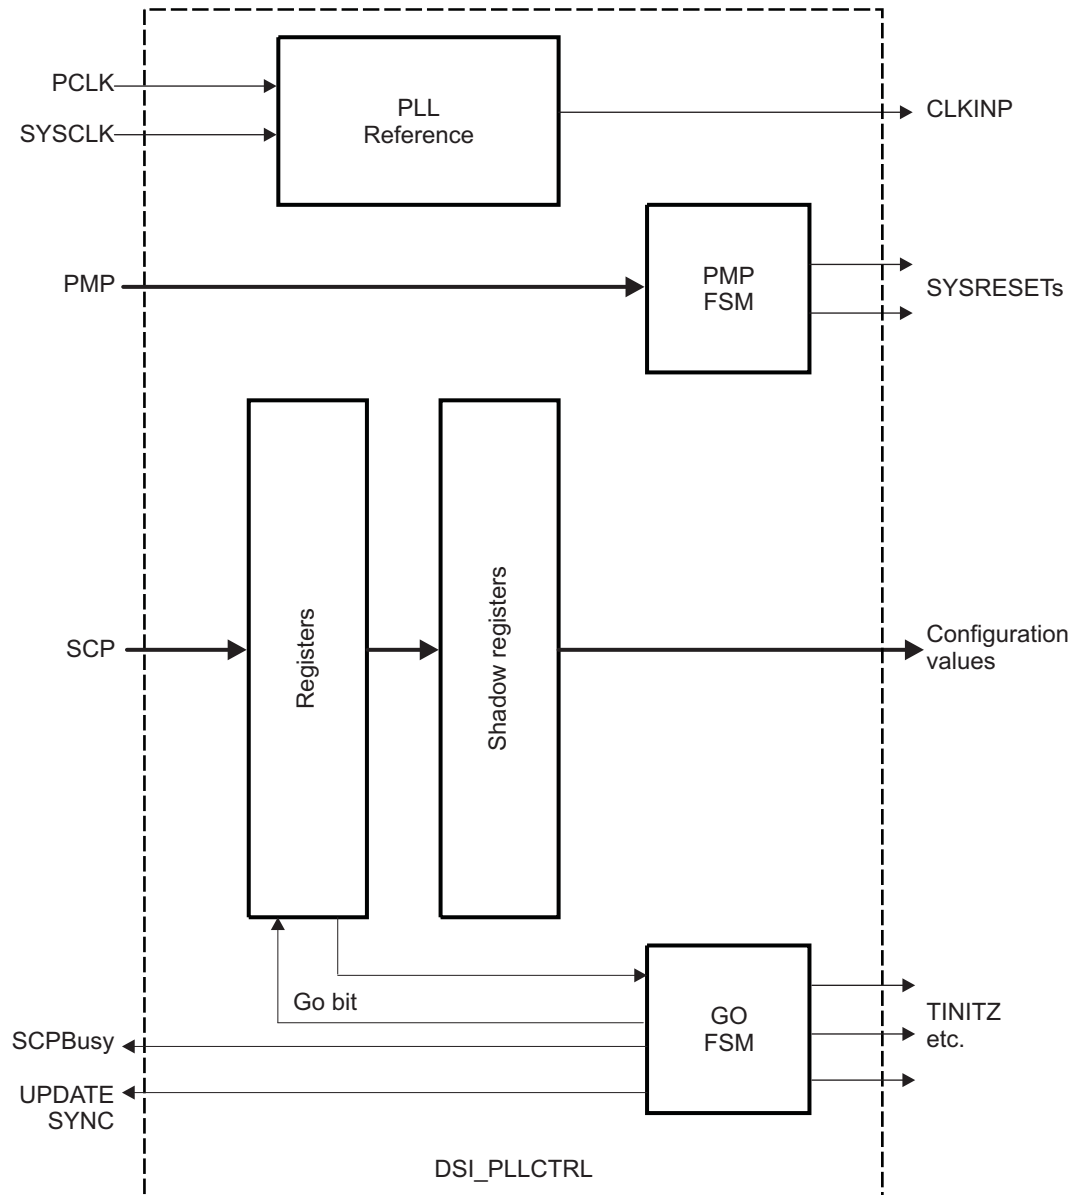 PCLK
SYSCLK
PLL
Reference
CLKINP
PMP
PMP
FSM
SYSRESETs
SCP
Registers
Shadow registers
Configuration
values
Go bit
GO
FSM
TINITZ
etc.
SCPBusy
UPDATE
SYNC
DSI_PLLCTRL